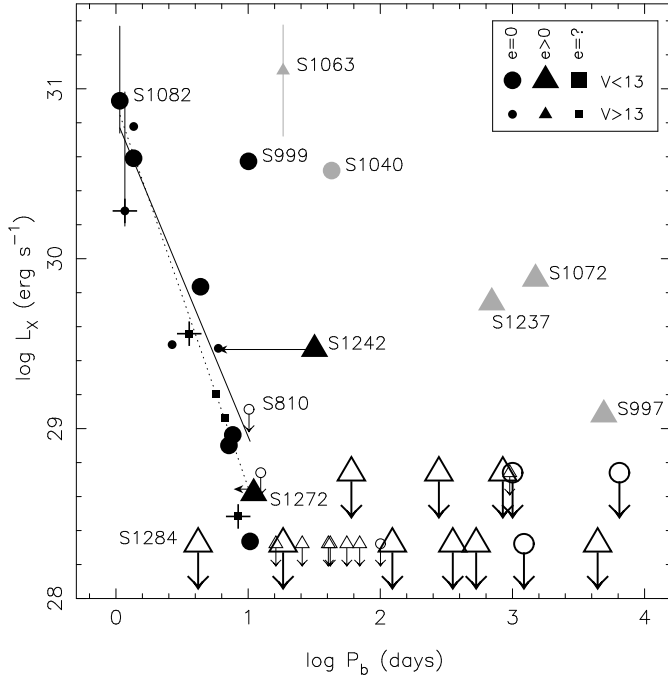 e=0 e>0 e=?
V<13
V>13
S1063
S1082
S999
S1040
S1072
S1237
S1242
S810
S997
S1272
S1284
31
30
29
28
log L_X (erg s⁻¹)
0 1 2 3 4
log P_b (days)